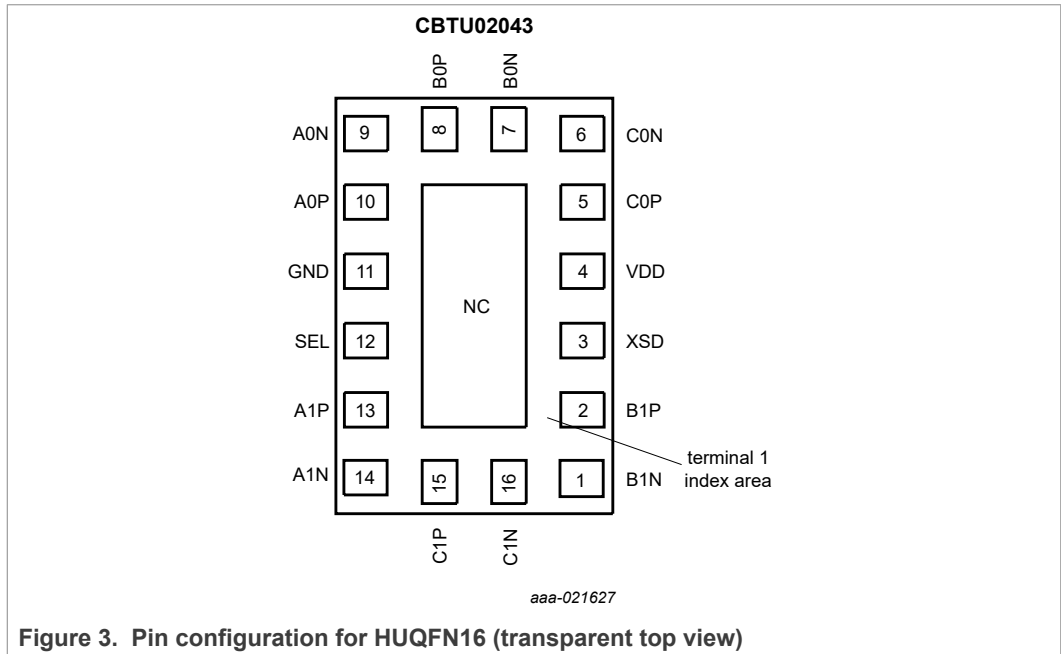 CBTU02043
B0P B0N
A0N 9 8 7 6 C0N
A0P 10 5 C0P
GND 11 4 VDD
NC
SEL 12 3 XSD
A1P 13 2 B1P
terminal 1
index area
A1N 14 15 16 1 B1N
C1P C1N
aaa-021627
Figure 3. Pin configuration for HUQFN16 (transparent top view)